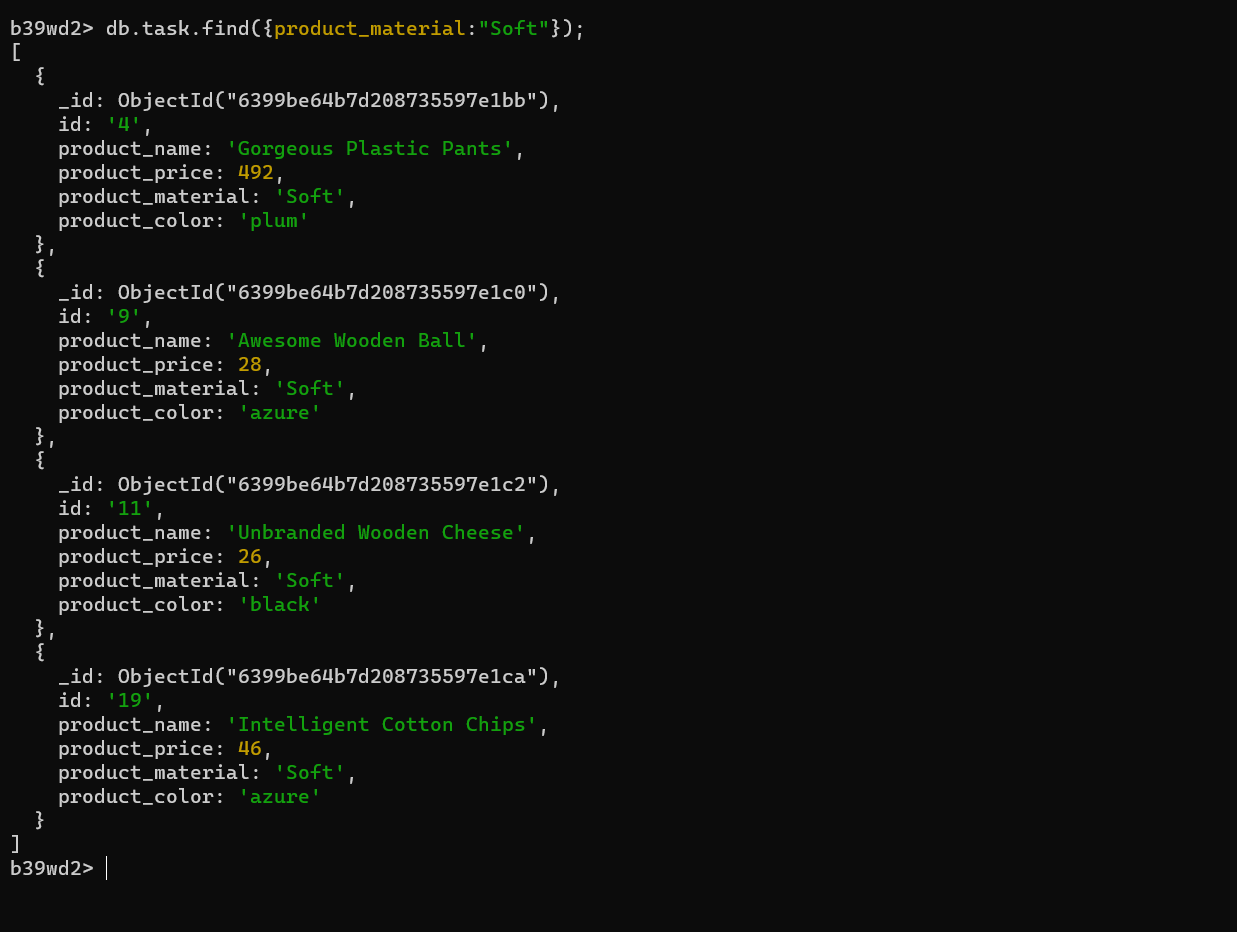 b39wd2> db.task.find({product_material:"Soft"});
[
  {
    _id: ObjectId("6399be64b7d208735597e1bb"),
    id: '4',
    product_name: 'Gorgeous Plastic Pants',
    product_price: 492,
    product_material: 'Soft',
    product_color: 'plum'
  },
  {
    _id: ObjectId("6399be64b7d208735597e1c0"),
    id: '9',
    product_name: 'Awesome Wooden Ball',
    product_price: 28,
    product_material: 'Soft',
    product_color: 'azure'
  },
  {
    _id: ObjectId("6399be64b7d208735597e1c2"),
    id: '11',
    product_name: 'Unbranded Wooden Cheese',
    product_price: 26,
    product_material: 'Soft',
    product_color: 'black'
  },
  {
    _id: ObjectId("6399be64b7d208735597e1ca"),
    id: '19',
    product_name: 'Intelligent Cotton Chips',
    product_price: 46,
    product_material: 'Soft',
    product_color: 'azure'
  }
]
b39wd2>